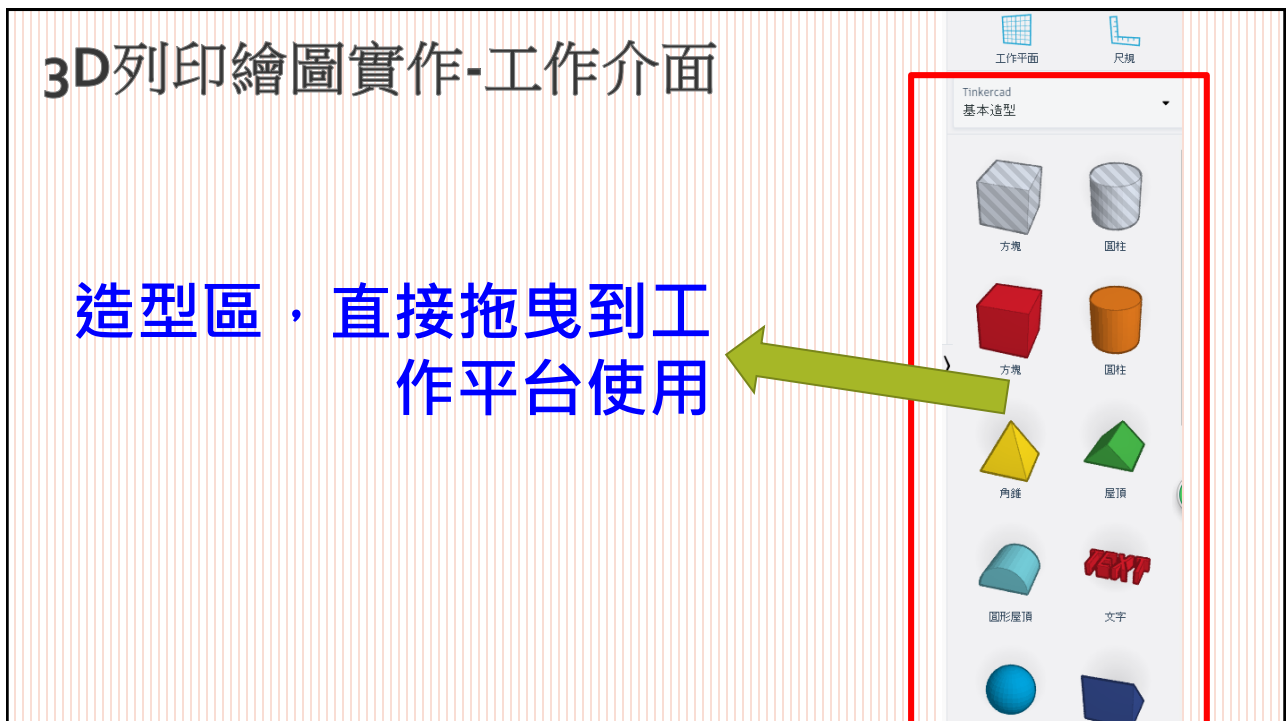 3D列印繪圖實作-工作介面
工作平面
尺規
Tinkercad
基本造型
方塊
圓柱
造型區，直接拖曳到工
作平台使用
方塊
圓柱
角錐
屋頂
圓形屋頂
TEXT
文字